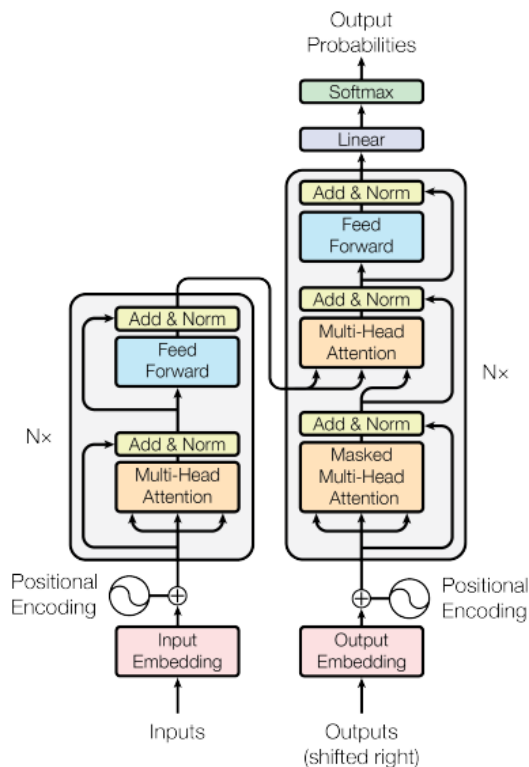 Output
Probabilities
Softmax
Linear
Add & Norm
Feed
Forward
Add & Norm
Multi-Head
Attention
N×
Add & Norm
Masked
Multi-Head
Attention
Add & Norm
Feed
Forward
N×
Add & Norm
Multi-Head
Attention
Positional
Encoding
Positional
Encoding
Input
Embedding
Output
Embedding
Inputs
Outputs
(shifted right)